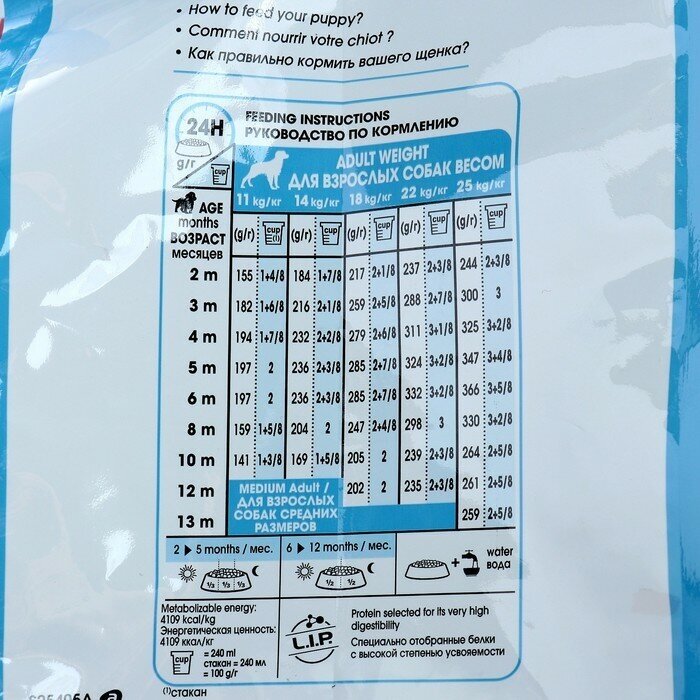 • How to feed your puppy?
• Comment nourrir votre chiot ?
• Как правильно кормить вашего щенка?
24H
g/г
cup
FEEDING INSTRUCTIONS
РУКОВОДСТВО ПО КОРМЛЕНИЮ
ADULT WEIGHT
ДЛЯ ВЗРОСЛЫХ СОБАК ВЕСОМ
11 kg/кг 14 kg/кг 18 kg/кг 22 kg/кг 25 kg/кг
AGE
months
ВОЗРАСТ
месяцев
(g/г) cup (1) (g/г) cup (g/г) cup (g/г) cup (g/г) cup
2 m 155 1+4/8 184 1+7/8 217 2+1/8 237 2+3/8 244 2+3/8
3 m 182 1+6/8 216 2+1/8 259 2+5/8 288 2+7/8 300 3
4 m 194 1+7/8 232 2+2/8 279 2+6/8 311 3+1/8 325 3+2/8
5 m 197 2 236 2+3/8 285 2+7/8 324 3+2/8 347 3+4/8
6 m 197 2 236 2+3/8 285 2+7/8 332 3+2/8 366 3+5/8
8 m 159 1+5/8 204 2 247 2+4/8 298 3 330 3+2/8
10 m 141 1+3/8 169 1+5/8 205 2 239 2+3/8 264 2+5/8
12 m 202 2 235 2+3/8 261 2+5/8
13 m 259 2+5/8
MEDIUM Adult /
ДЛЯ ВЗРОСЛЫХ
СОБАК СРЕДНИХ
РАЗМЕРОВ
2 ▶ 5 months / мес.
1/3 1/3 1/3
6 ▶ 12 months / мес.
1/2 1/2
+
water
вода
Metabolizable energy:
4109 kcal/kg
Энергетическая ценность:
4109 ккал/кг
cup
= 240 ml
стакан = 240 мл
= 100 g/г
L.I.P.
Protein selected for its very high
digestibility
Специально отобранные белки
с высокой степенью усвояемости
(1)стакан